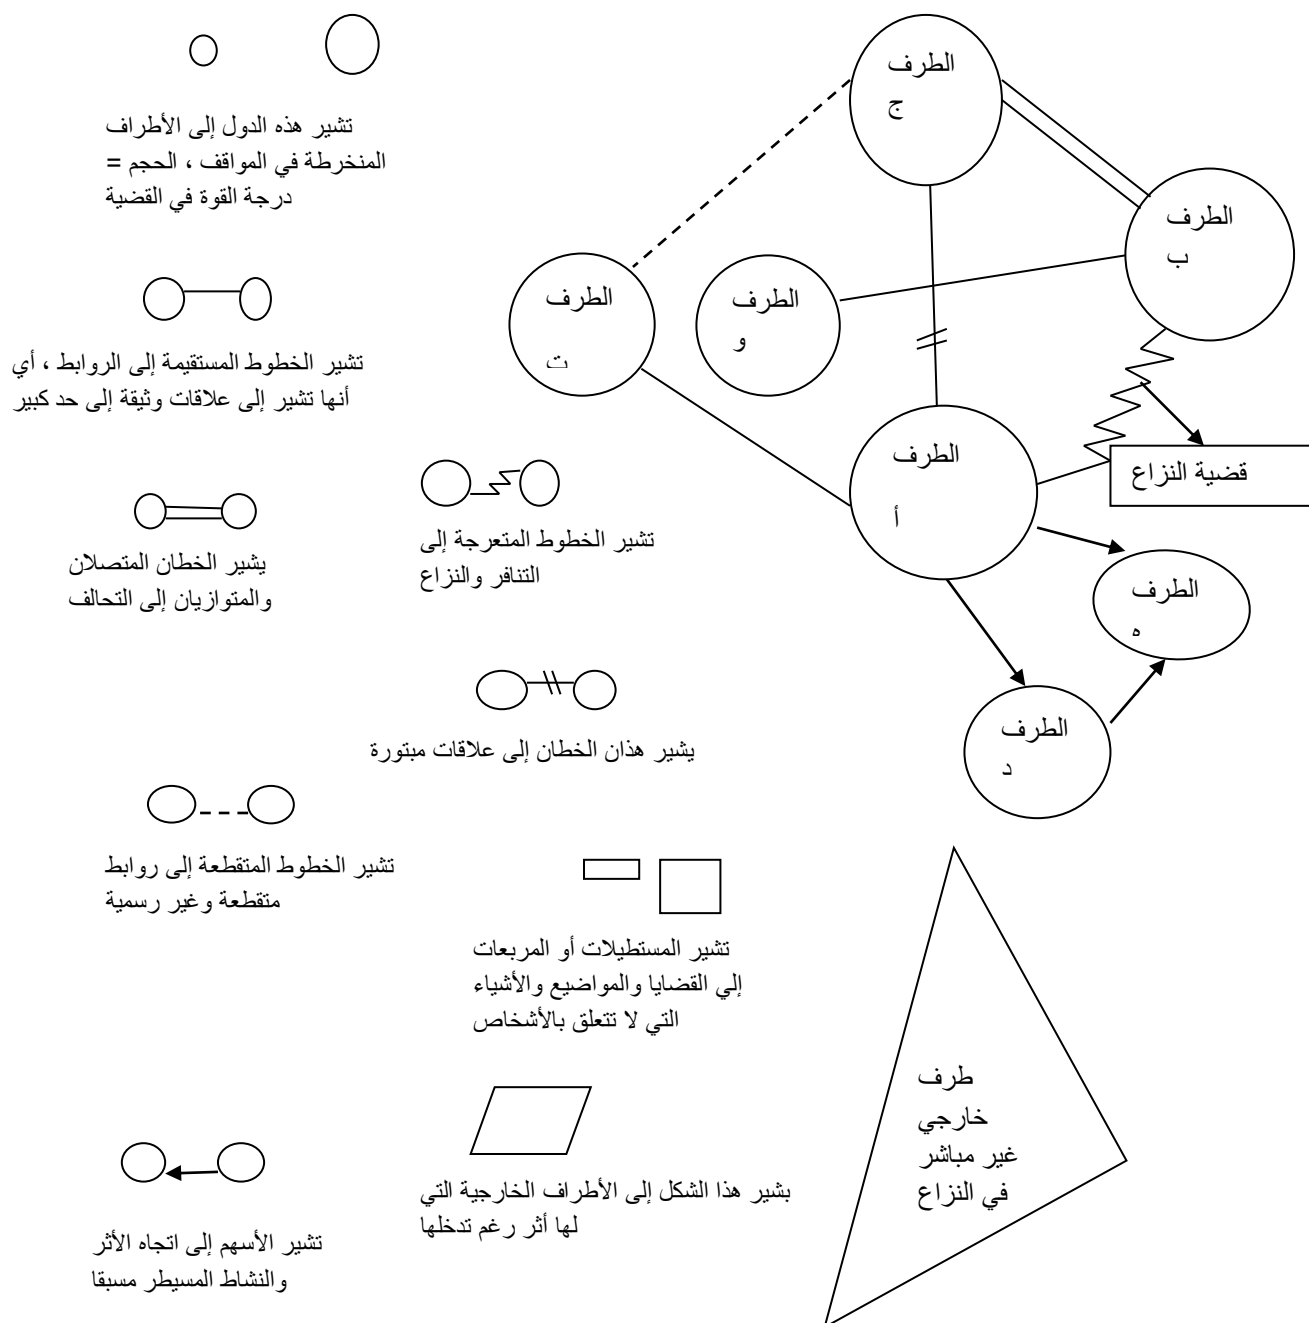 تشير هذه الدول إلى الأطراف
المنخرطة في المواقف ، الحجم =
درجة القوة في القضية
تشير الخطوط المستقيمة إلى الروابط ، أي
أنها تشير إلى علاقات وثيقة إلى حد كبير
يشير الخطان المتصلان
والمتوازيان إلى التحالف
تشير الخطوط المتعرجة إلى
التنافر والنزاع
يشير هذان الخطان إلى علاقات مبتورة
تشير الخطوط المتقطعة إلى روابط
متقطعة وغير رسمية
تشير المستطيلات أو المربعات
إلي القضايا والمواضيع والأشياء
التي لا تتعلق بالأشخاص
بشير هذا الشكل إلى الأطراف الخارجية التي
لها أثر رغم تدخلها
تشير الأسهم إلى اتجاه الأثر
والنشاط المسيطر مسبقا
الطرف
ج
الطرف
ب
الطرف
و
الطرف
ت
الطرف
أ
قضية النزاع
الطرف
ه
الطرف
د
طرف
خارجي
غير مباشر
في النزاع